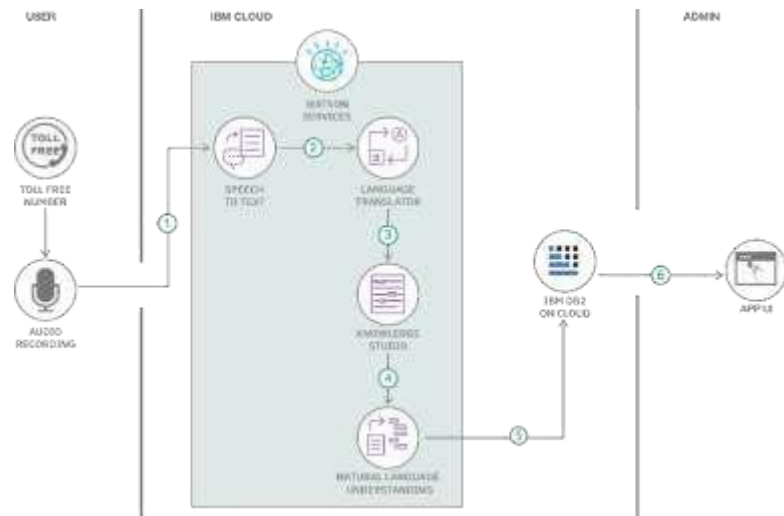 USER
IBM CLOUD
ADMIN
WATSON
SERVICES
TOLL
FREE
TOLL FREE
NUMBER
AUDIO
RECORDING
1
SPEECH
TO TEXT
2
A
LANGUAGE
TRANSLATOR
3
KNOWLEDGE
STUDIO
4
NATURAL LANGUAGE
UNDERSTANDING
5
IBM DB2
ON CLOUD
6
APP UI